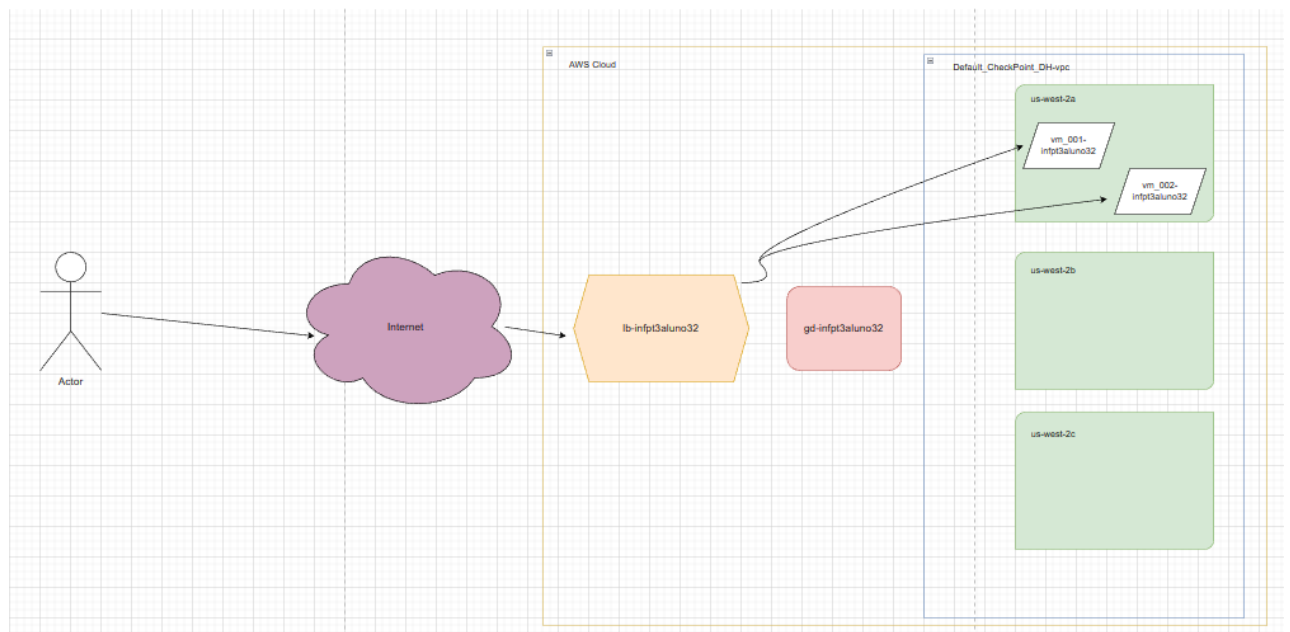 AWS Cloud
Default_CheckPoint_DH-vpc
us-west-2a
vm_001-
infpt3aluno32
vm_002-
infpt3aluno32
us-west-2b
Internet
lb-infpt3aluno32
gd-infpt3aluno32
Actor
us-west-2c